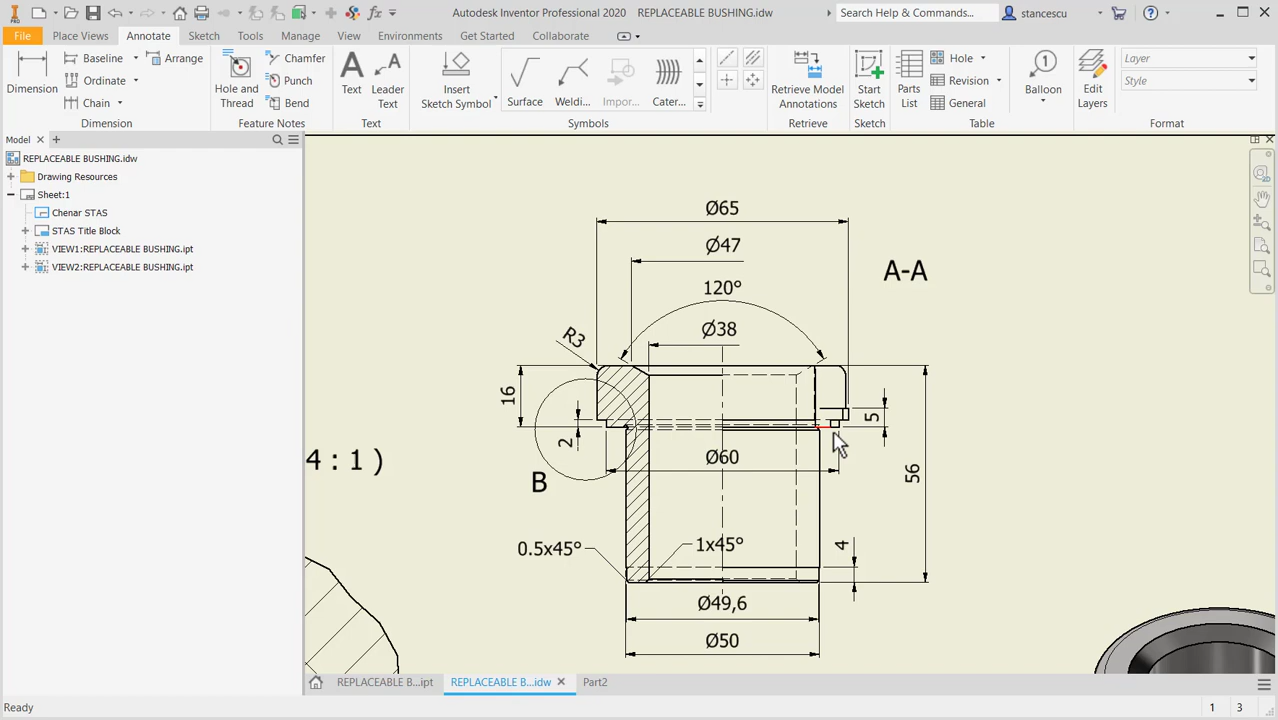 Autodesk Inventor Professional 2020 REPLACEABLE BUSHING.idw
Search Help & Commands...
stancescu
PRO
File
Place Views
Annotate
Sketch
Tools
Manage
View
Environments
Get Started
Collaborate
Dimension
Baseline
Ordinate
Chain
Arrange
Dimension
Hole and Thread
Chamfer
Punch
Bend
Feature Notes
Text
Leader Text
Text
Insert Sketch Symbol
Surface
Weldi...
Impor...
Cater...
Symbols
Retrieve Model Annotations
Retrieve
Start Sketch
Sketch
Parts List
Hole
Revision
General
Table
Balloon
Edit Layers
Layer
Style
Format
Model
REPLACEABLE BUSHING.idw
Drawing Resources
Sheet:1
Chenar STAS
STAS Title Block
VIEW1:REPLACEABLE BUSHING.ipt
VIEW2:REPLACEABLE BUSHING.ipt
Ø65
Ø47
A-A
120°
Ø38
R3
16
5
2
Ø60
4 : 1 )
B
56
0.5x45°
1x45°
4
Ø49,6
Ø50
REPLACEABLE B...ipt
REPLACEABLE B...idw
Part2
Ready
1
3